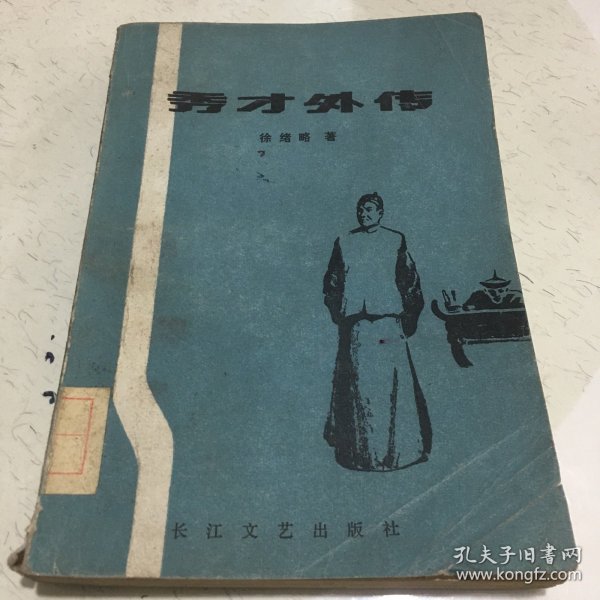 秀才外传
徐绪略 著
长江文艺出版社
孔夫子旧书网
www.kongfz.com